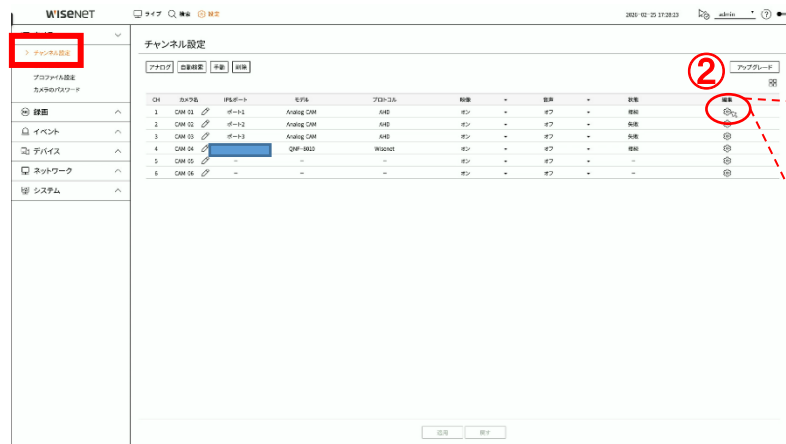 WISENET
ライブ 検索 設定 2026-02-15 17:28:23 admin
> チャンネル設定
プロファイル設定
カメラのパスワード
録画
イベント
デバイス
ネットワーク
システム
チャンネル設定
アナログ 自動検索 手動 削除 アップグレード
②
CH カメラ名 IP&ポート モデル プロトコル 映像 音声 状態 編集
1 CAM 01 ポート1 Analog CAM AHD オン オフ 接続
2 CAM 02 ポート2 Analog CAM AHD オン オフ 失敗
3 CAM 03 ポート3 Analog CAM AHD オン オフ 失敗
4 CAM 04 QNF-8010 Wisenet オン オフ 接続
5 CAM 05 - - - オン オフ -
6 CAM 06 - - - オン オフ -
適用 戻す